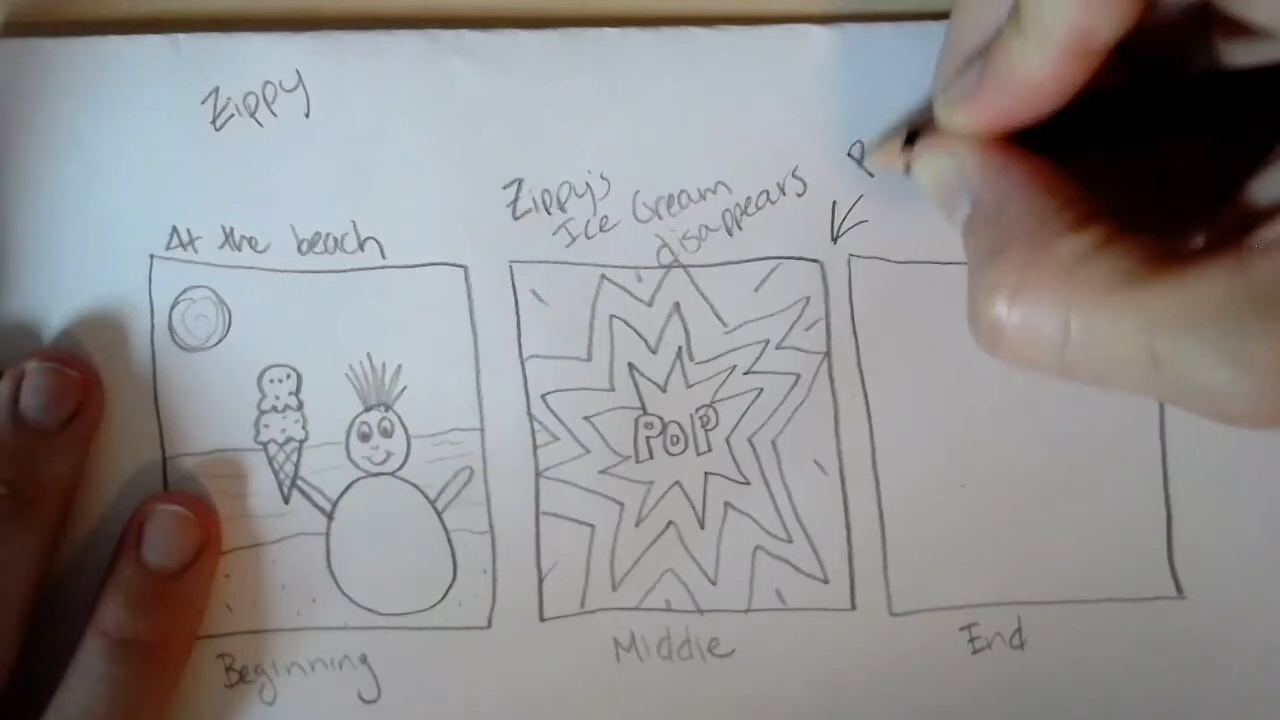 Zippy
At the beach
Zippy's
Ice Cream
disappears
P
POP
Beginning
Middle
End